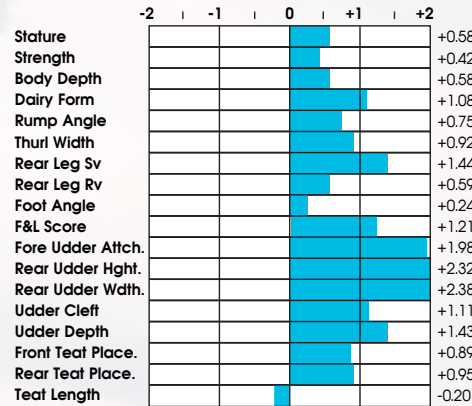 -2 -1 0 +1 +2
Stature +0.58
Strength +0.42
Body Depth +0.58
Dairy Form +1.08
Rump Angle +0.75
Thurl Width +0.92
Rear Leg Sv +1.44
Rear Leg Rv +0.59
Foot Angle +0.24
F&L Score +1.21
Fore Udder Attch. +1.98
Rear Udder Hght. +2.32
Rear Udder Wdth. +2.38
Udder Cleft +1.11
Udder Depth +1.43
Front Teat Place. +0.89
Rear Teat Place. +0.95
Teat Length -0.20